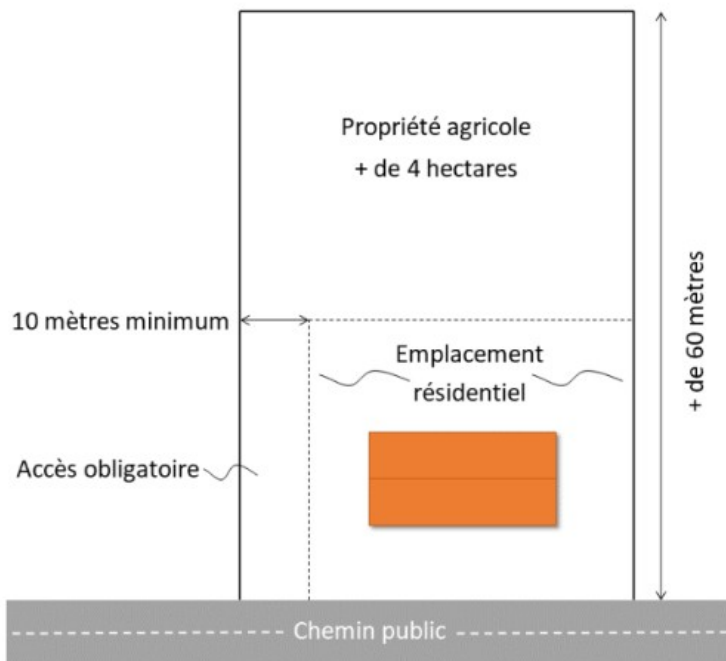 Propriété agricole
+ de 4 hectares
10 mètres minimum
+ de 60 mètres
Emplacement
résidentiel
Accès obligatoire
Chemin public